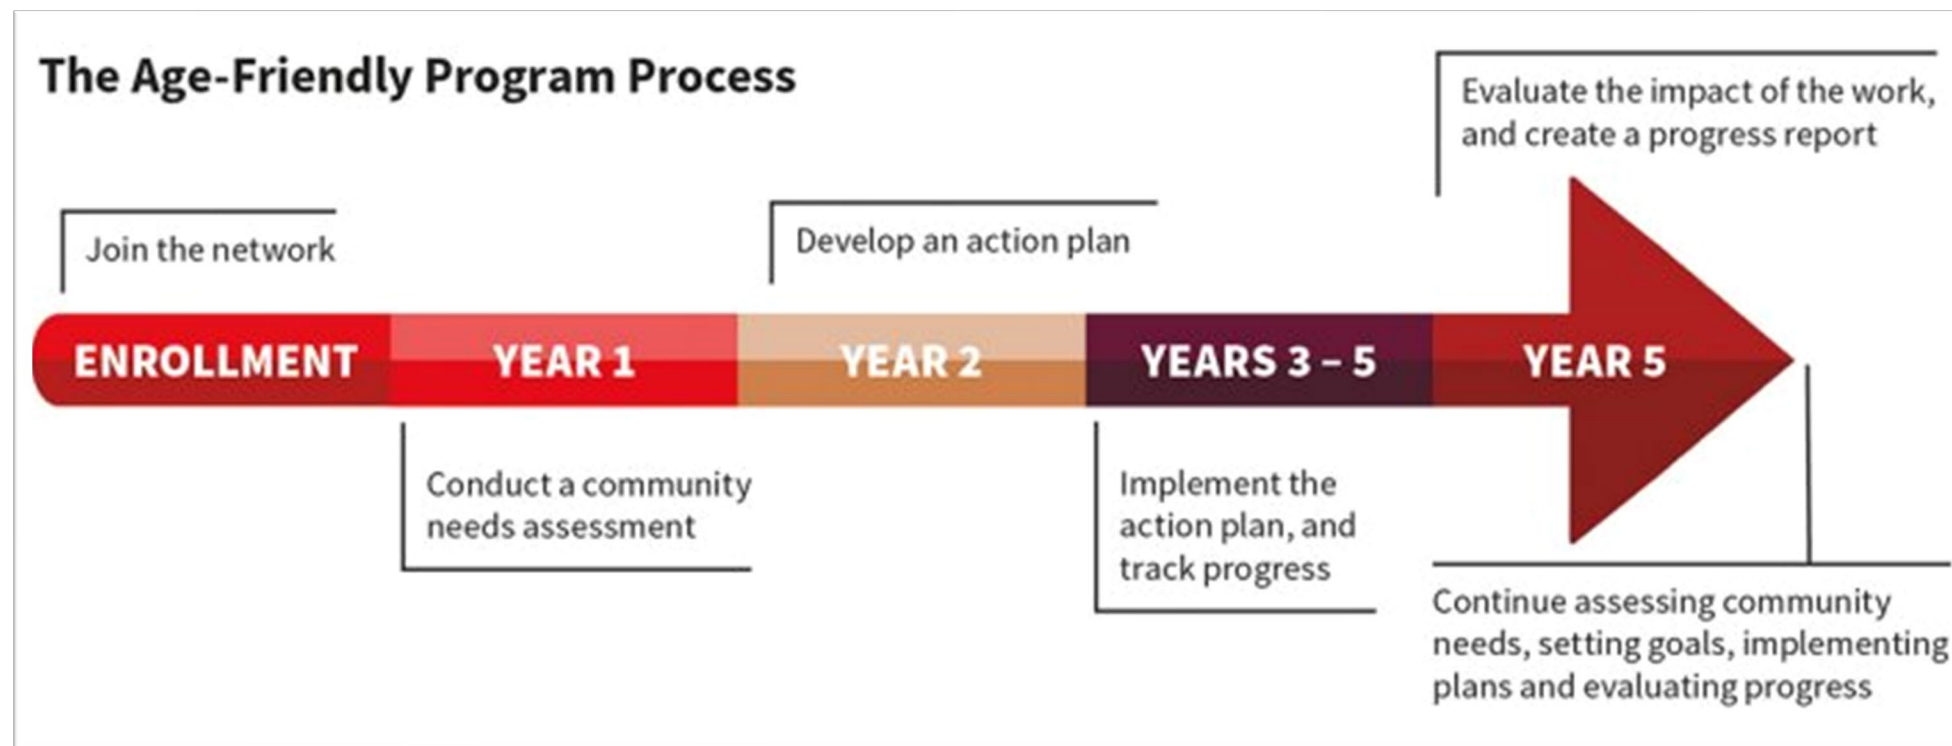 The Age-Friendly Program Process
Evaluate the impact of the work,
and create a progress report
Join the network
Develop an action plan
ENROLLMENT
YEAR 1
YEAR 2
YEARS 3 – 5
YEAR 5
Conduct a community
needs assessment
Implement the
action plan, and
track progress
Continue assessing community
needs, setting goals, implementing
plans and evaluating progress